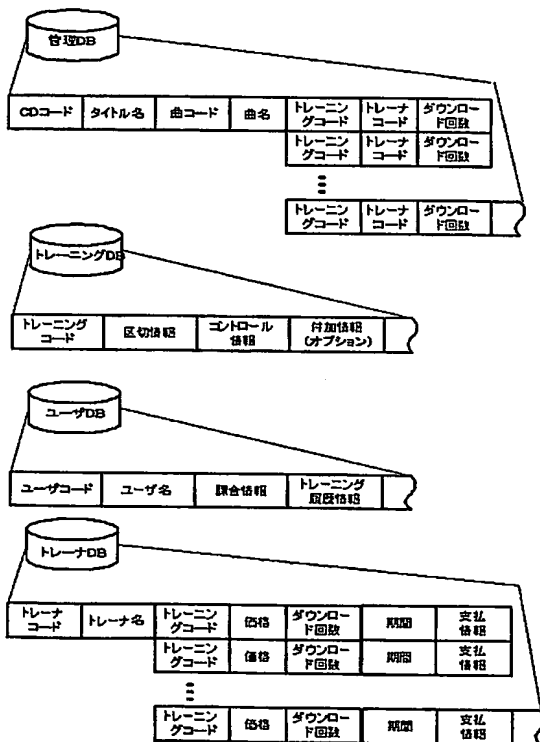 管理DB
CDコード タイトル名 曲コード 曲名 トレーニングコード トレーナコード ダウンロード回数
トレーニングコード トレーナコード ダウンロード回数
トレーニングコード トレーナコード ダウンロード回数
トレーニングDB
トレーニングコード 区切情報 コントロール情報 付加情報(オプション)
ユーザDB
ユーザコード ユーザ名 課金情報 トレーニング履歴情報
トレーナDB
トレーナコード トレーナ名 トレーニングコード 価格 ダウンロード回数 期間 支払情報
トレーニングコード 価格 ダウンロード回数 期間 支払情報
トレーニングコード 価格 ダウンロード回数 期間 支払情報